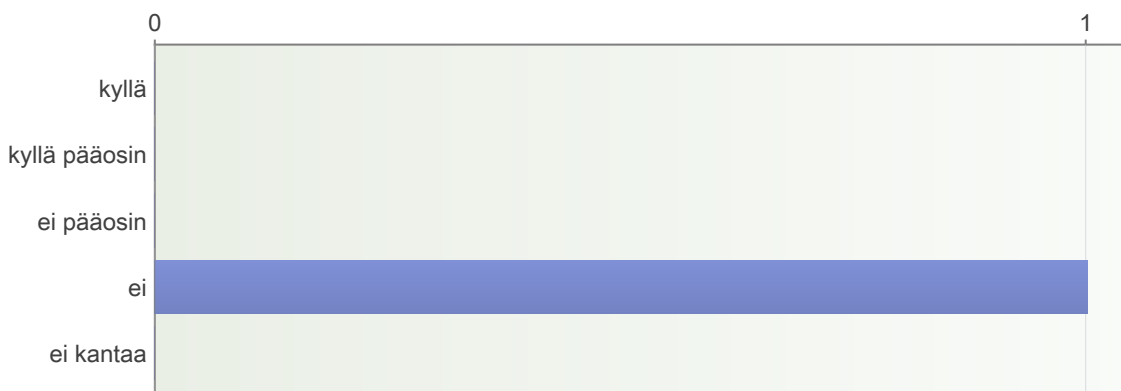 0 1
kyllä
kyllä pääosin
ei pääosin
ei
ei kantaa